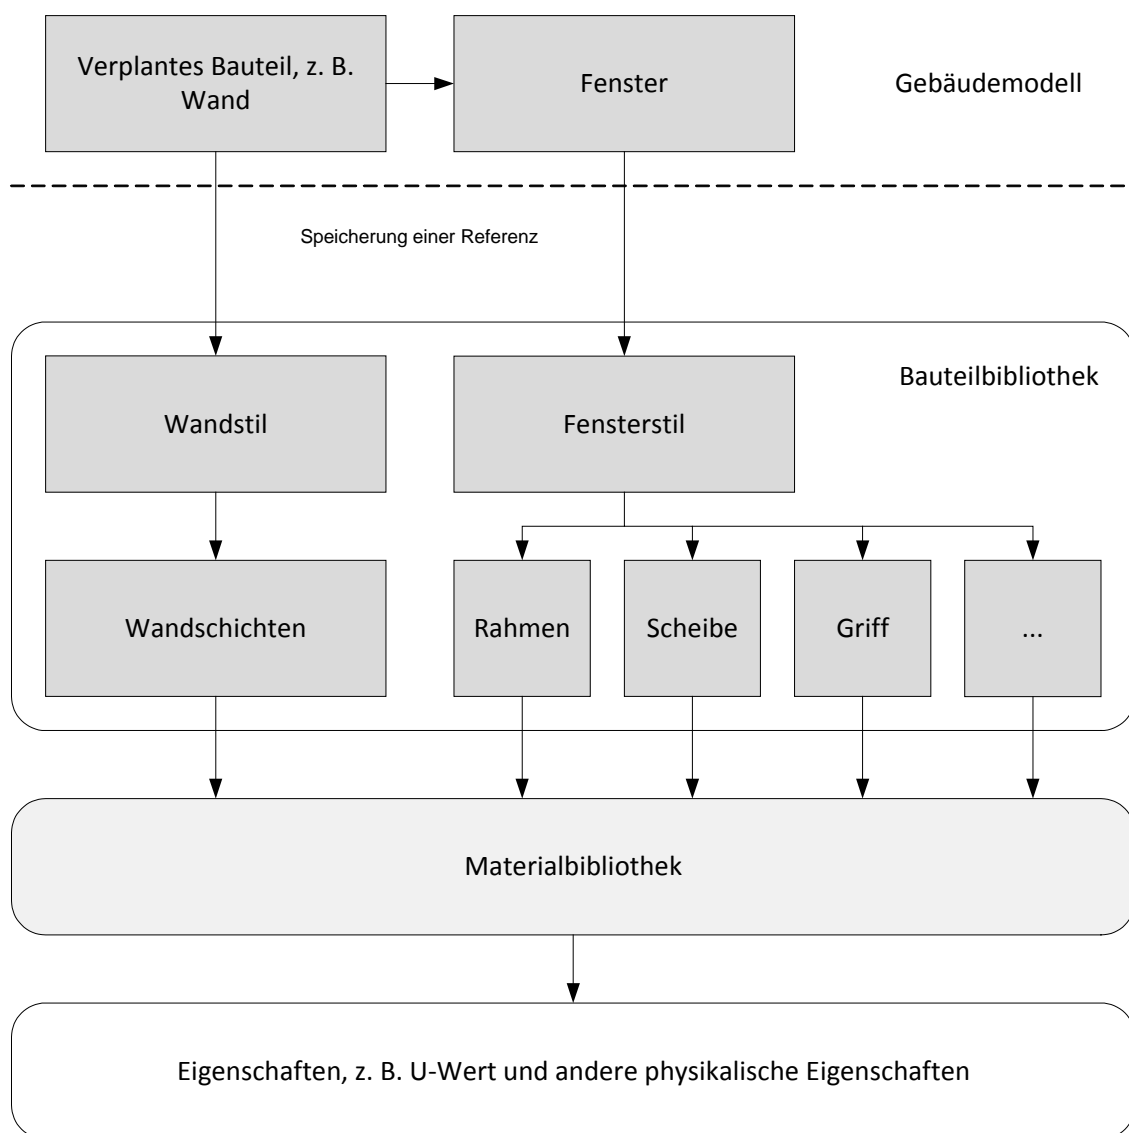 Verplantes Bauteil, z. B.
Wand
Fenster
Gebäudemodell
Speicherung einer Referenz
Bauteilbibliothek
Wandstil
Fensterstil
Wandschichten
Rahmen
Scheibe
Griff
...
Materialbibliothek
Eigenschaften, z. B. U-Wert und andere physikalische Eigenschaften